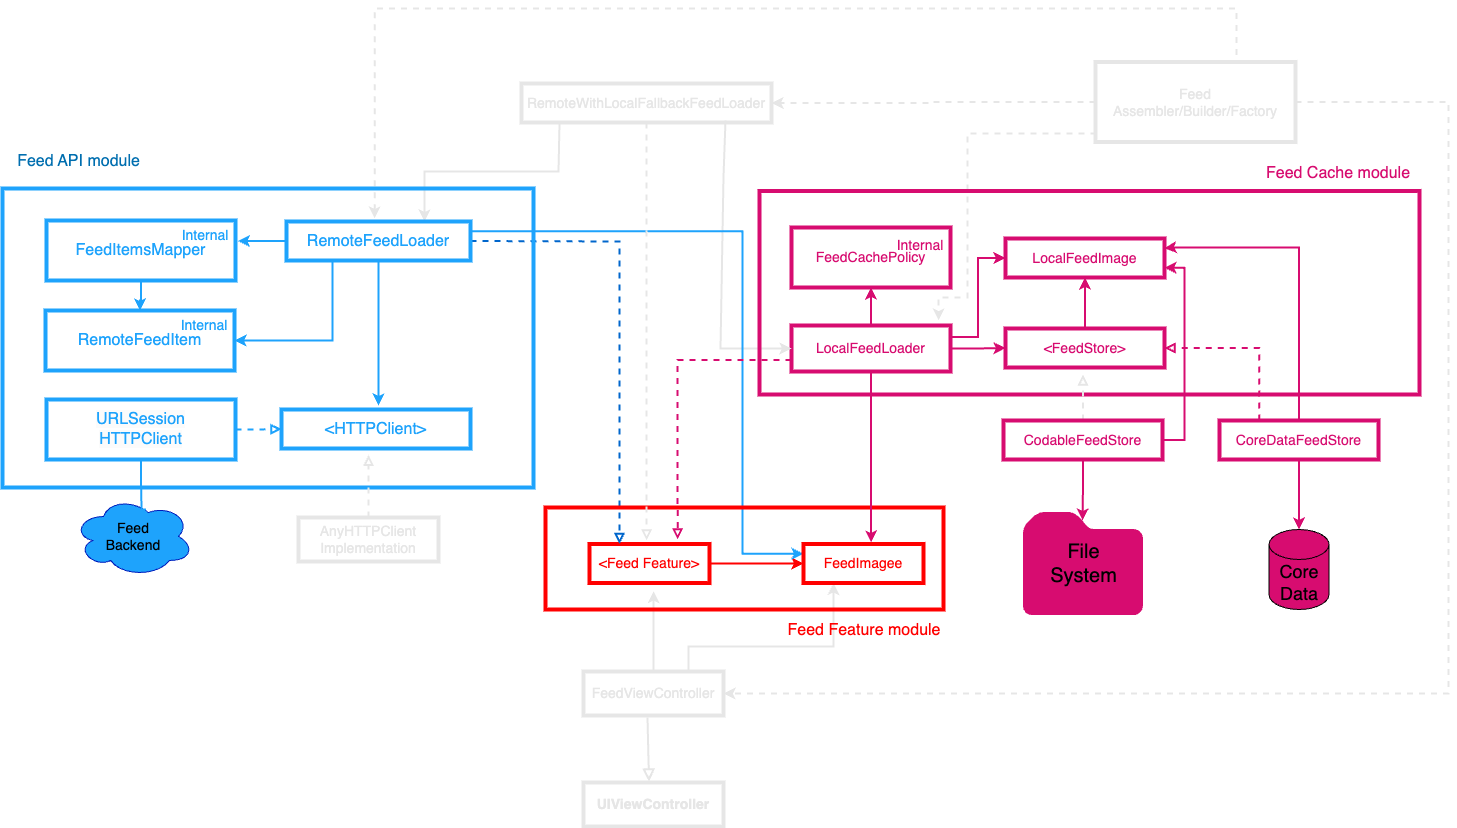 Feed
Assembler/Builder/Factory
RemoteWithLocalFallbackFeedLoader
Feed API module
Feed Cache module
Internal
FeedItemsMapper
RemoteFeedLoader
Internal
FeedCachePolicy
LocalFeedImage
Internal
RemoteFeedItem
LocalFeedLoader
<FeedStore>
URLSession
HTTPClient
<HTTPClient>
CodableFeedStore
CoreDataFeedStore
Feed
Backend
AnyHTTPClient
Implementation
<Feed Feature>
FeedImagee
File
System
Core
Data
Feed Feature module
FeedViewController
UIViewController